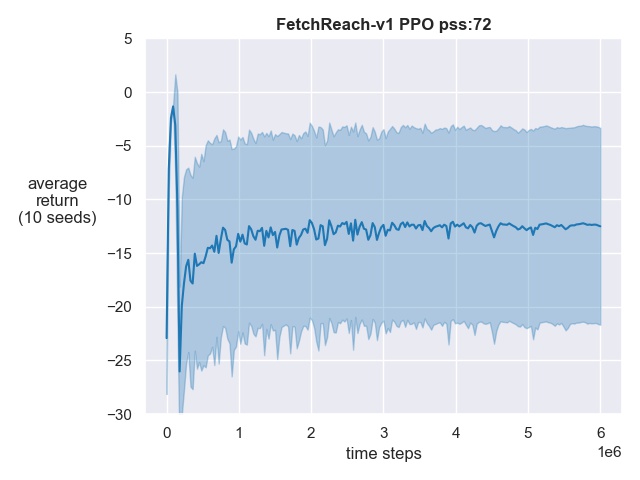 FetchReach-v1 PPO pss:72
5
0
−5
−10
−15
−20
−25
−30
average
return
(10 seeds)
0 1 2 3 4 5 6
1e6
time steps